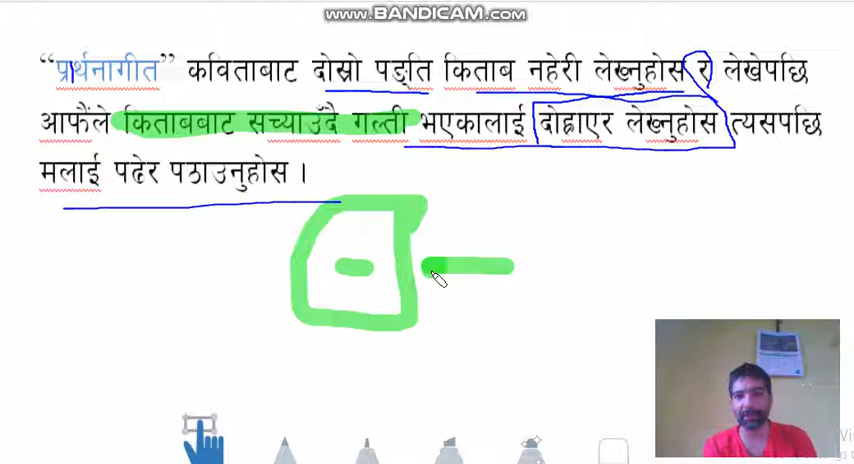 www.BANDICAM.com
“प्रार्थनागीत” कविताबाट दोस्रो पङ्ति किताब नहेरी लेख्नुहोस र लेखेपछि
आफैंले किताबबाट सच्याउँदै गल्ती भएकालाई दोह्राएर लेख्नुहोस त्यसपछि
मलाई पढेर पठाउनुहोस ।